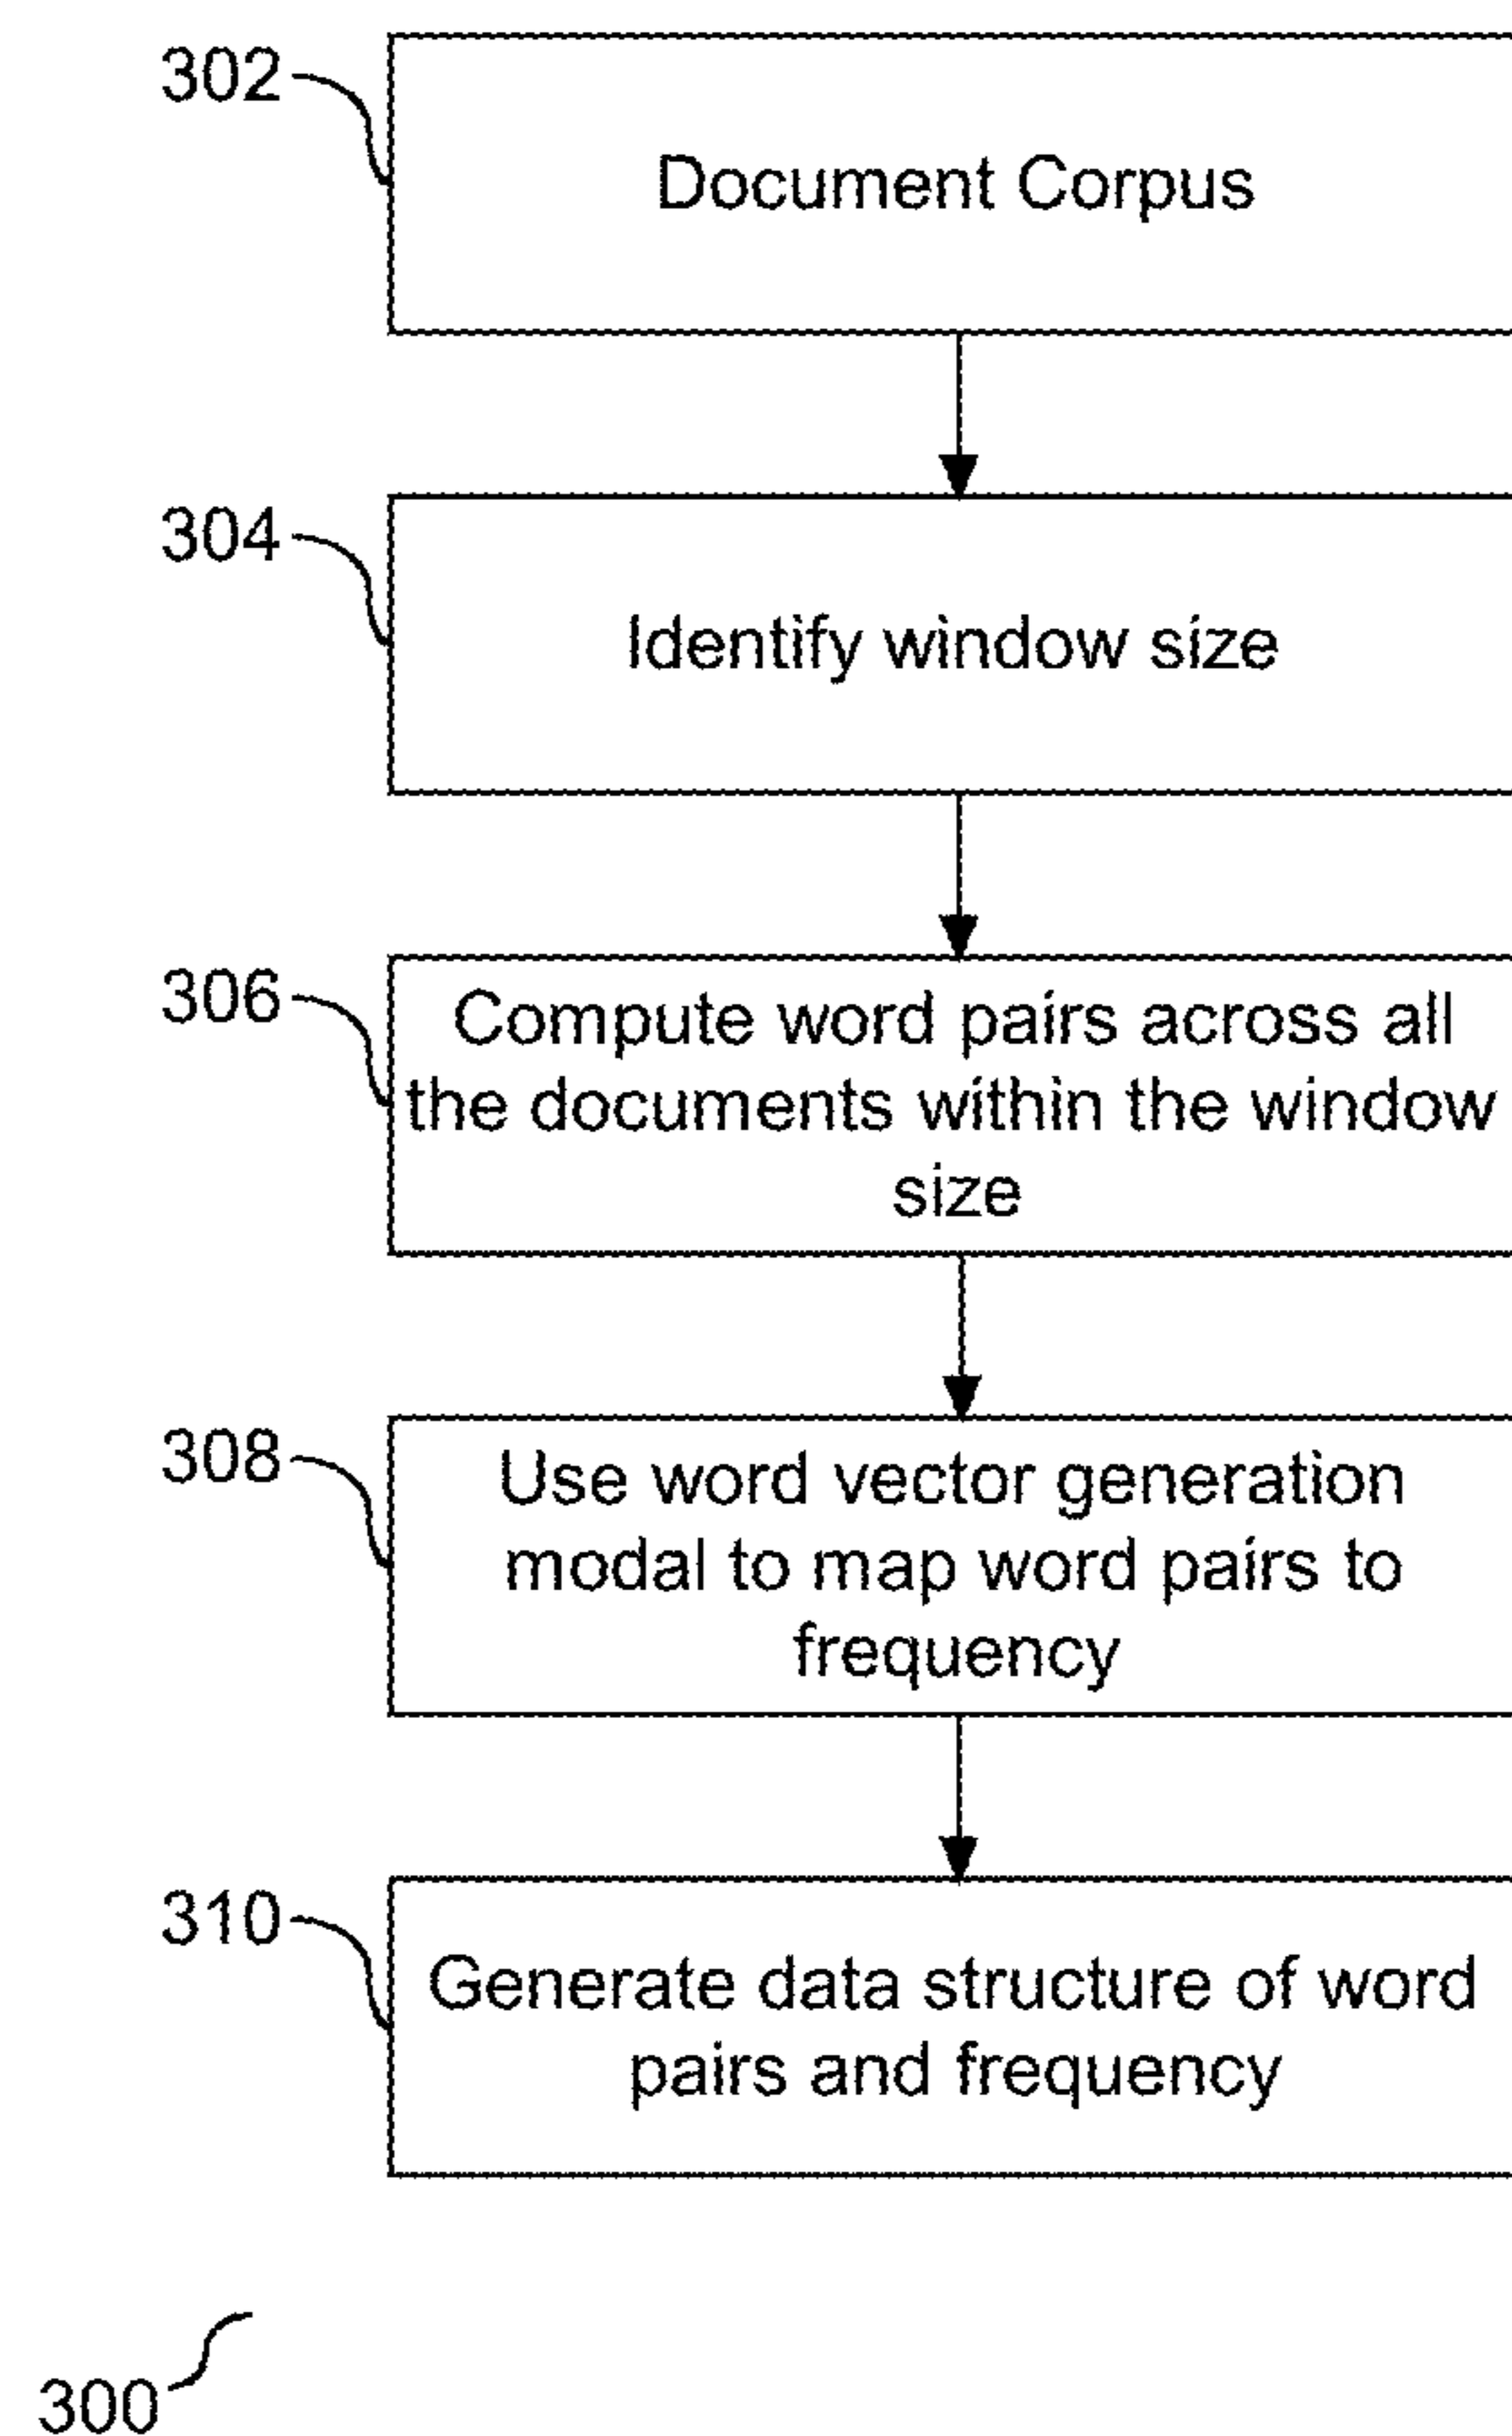 302
Document Corpus
304
Identify window size
306
Compute word pairs across all
the documents within the window
size
308
Use word vector generation
modal to map word pairs to
frequency
310
Generate data structure of word
pairs and frequency
300